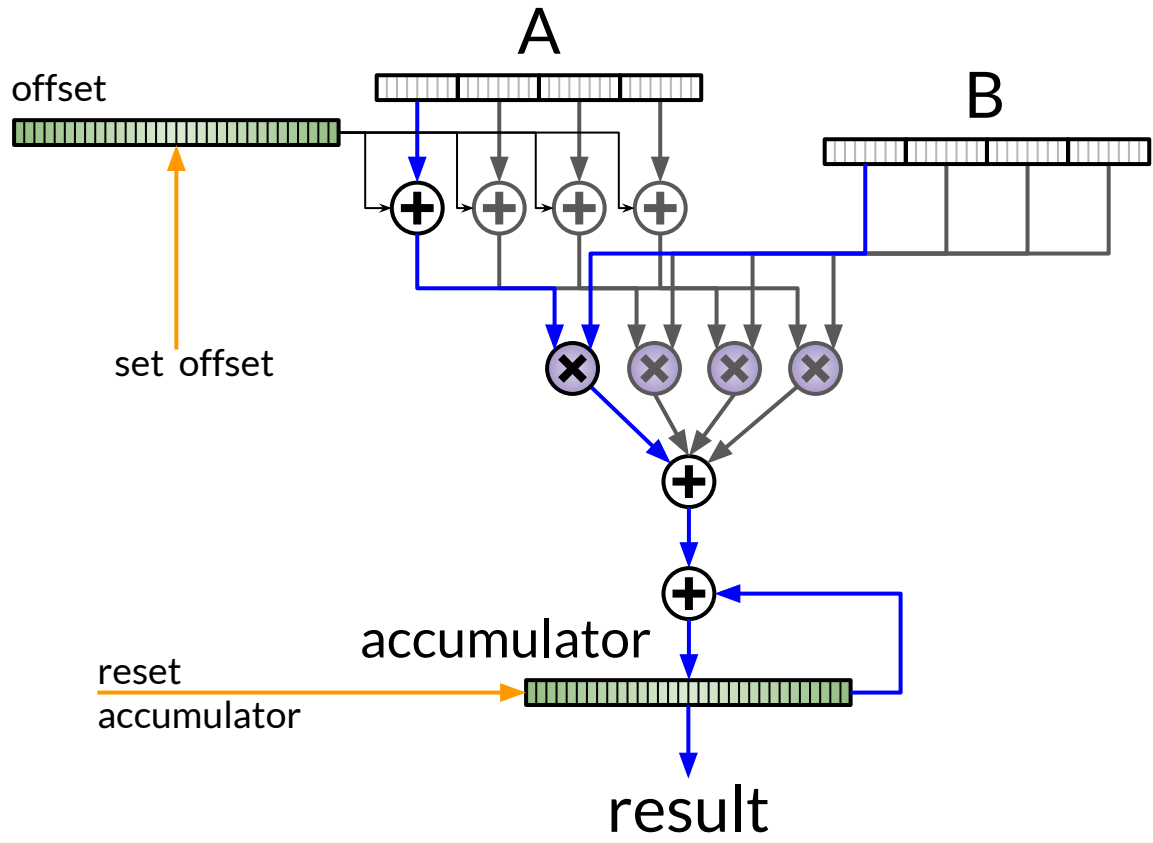 A
offset
B
set offset
accumulator
reset
accumulator
result